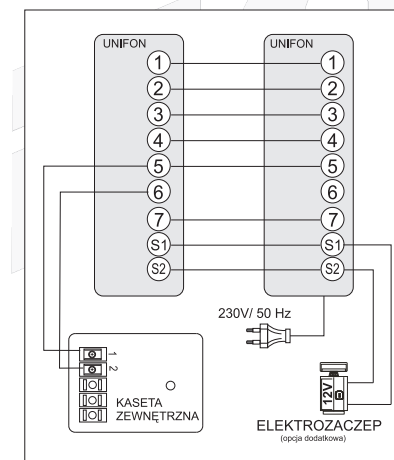 UNIFON UNIFON
1 1
2 2
3 3
4 4
5 5
6 6
7 7
S1 S1
S2 S2
230V/ 50 Hz
1
2
KASETA
ZEWNĘTRZNA
12V
ELEKTROZACZEP
(opcja dodatkowa)